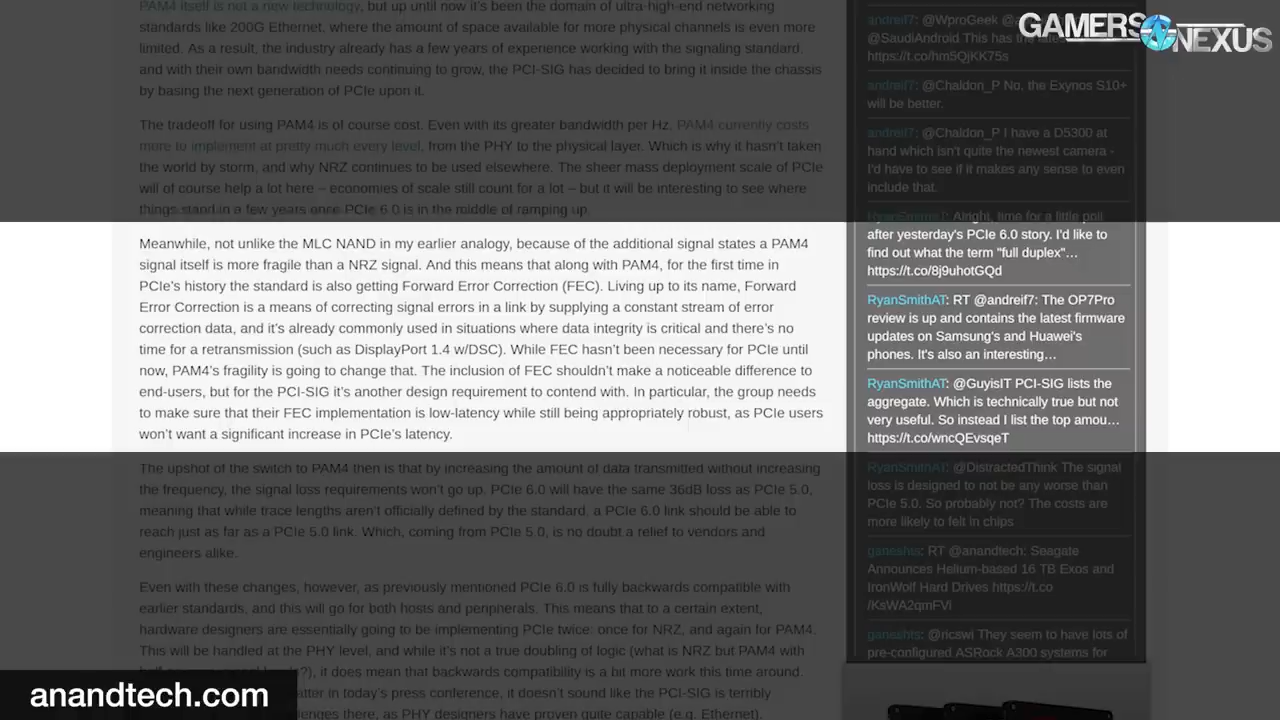 PAM4 itself is not a new technology, but up until now it's been the domain of ultra-high-end networking
standards like 200G Ethernet, where the amount of space available for more physical channels is even more
limited. As a result, the industry already has a few years of experience working with the signaling standard,
and with their own bandwidth needs continuing to grow, the PCI-SIG has decided to bring it inside the chassis
by basing the next generation of PCIe upon it.
The tradeoff for using PAM4 is of course cost. Even with its greater bandwidth per Hz, PAM4 currently costs
more to implement at pretty much every level, from the PHY to the physical layer. Which is why it hasn't taken
the world by storm, and why NRZ continues to be used elsewhere. The sheer mass deployment scale of PCIe
will of course help a lot here – economies of scale still count for a lot – but it will be interesting to see where
things stand in a few years once PCIe 6.0 is in the middle of ramping up.
Meanwhile, not unlike the MLC NAND in my earlier analogy, because of the additional signal states a PAM4
signal itself is more fragile than a NRZ signal. And this means that along with PAM4, for the first time in
PCIe's history the standard is also getting Forward Error Correction (FEC). Living up to its name, Forward
Error Correction is a means of correcting signal errors in a link by supplying a constant stream of error
correction data, and it's already commonly used in situations where data integrity is critical and there's no
time for a retransmission (such as DisplayPort 1.4 w/DSC). While FEC hasn't been necessary for PCIe until
now, PAM4's fragility is going to change that. The inclusion of FEC shouldn't make a noticeable difference to
end-users, but for the PCI-SIG it's another design requirement to contend with. In particular, the group needs
to make sure that their FEC implementation is low-latency while still being appropriately robust, as PCIe users
won't want a significant increase in PCIe's latency.
The upshot of the switch to PAM4 then is that by increasing the amount of data transmitted without increasing
the frequency, the signal loss requirements won't go up. PCIe 6.0 will have the same 36dB loss as PCIe 5.0,
meaning that while trace lengths aren't officially defined by the standard, a PCIe 6.0 link should be able to
reach just as far as a PCIe 5.0 link. Which, coming from PCIe 5.0, is no doubt a relief to vendors and
engineers alike.
Even with these changes, however, as previously mentioned PCIe 6.0 is fully backwards compatible with
earlier standards, and this will go for both hosts and peripherals. This means that to a certain extent,
hardware designers are essentially going to be implementing PCIe twice: once for NRZ, and again for PAM4.
This will be handled at the PHY level, and while it's not a true doubling of logic (what is NRZ but PAM4 with
it does mean that backwards compatibility is a bit more work this time around.
in today's press conference, it doesn't sound like the PCI-SIG is terribly
there, as PHY designers have proven quite capable (e.g. Ethernet).
anandtech.com
GAMERS NEXUS
andreif7: @WproGeek
@SaudiAndroid This has the
https://t.co/hm5QjKK75s
andreif7: @Chaldon_P No, the Exynos S10+
will be better.
andreif7: @Chaldon_P I have a D5300 at
hand which isn't quite the newest camera -
I'd have to see if it makes any sense to even
include that.
Alright, time for a little poll
after yesterday's PCIe 6.0 story. I'd like to
find out what the term "full duplex"…
https://t.co/8j9uhotGQd
RyanSmithAT: RT @andreif7: The OP7Pro
review is up and contains the latest firmware
updates on Samsung's and Huawei's
phones. It's also an interesting…
RyanSmithAT: @GuyisIT PCI-SIG lists the
aggregate. Which is technically true but not
very useful. So instead I list the top amou…
https://t.co/wncQEvsqeT
RyanSmithAT: @DistractedThink The signal
loss is designed to not be any worse than
PCIe 5.0. So probably not? The costs are
more likely to felt in chips
ganeshts: RT @anandtech: Seagate
Announces Helium-based 16 TB Exos and
IronWolf Hard Drives https://t.co
/KsWA2qmFVI
ganeshts: @ricswi They seem to have lots of
pre-configured ASRock A300 systems for